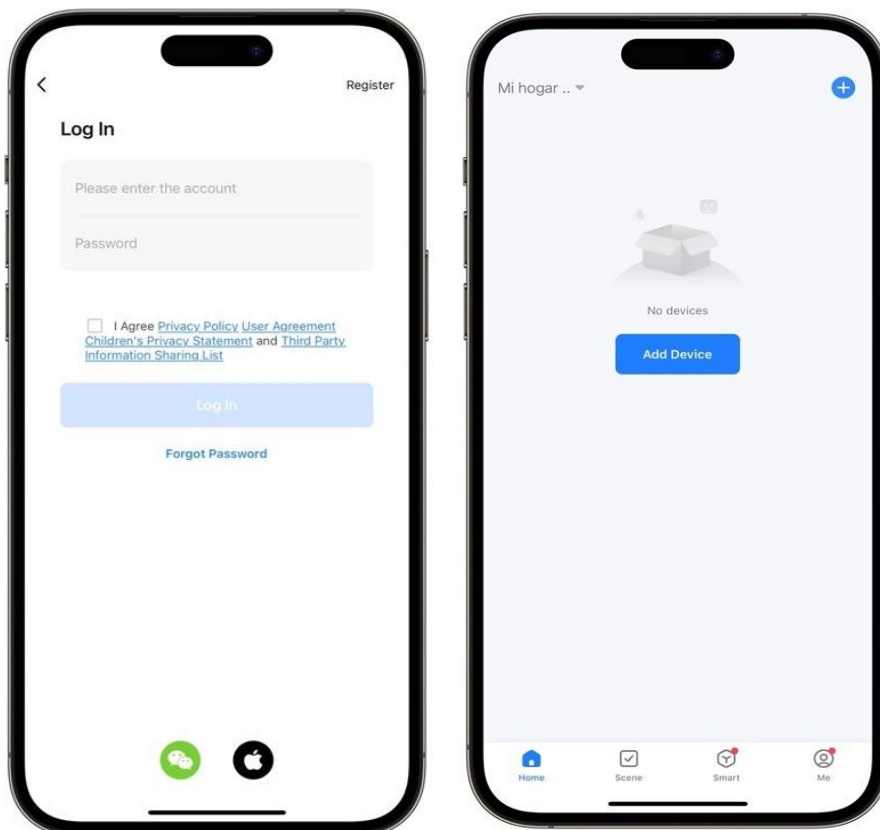 Register
Log In
Please enter the account
Password
I Agree Privacy Policy User Agreement
Children's Privacy Statement and Third Party
Information Sharing List
Log In
Forgot Password
Mi hogar ..
No devices
Add Device
Home
Scene
Smart
Me